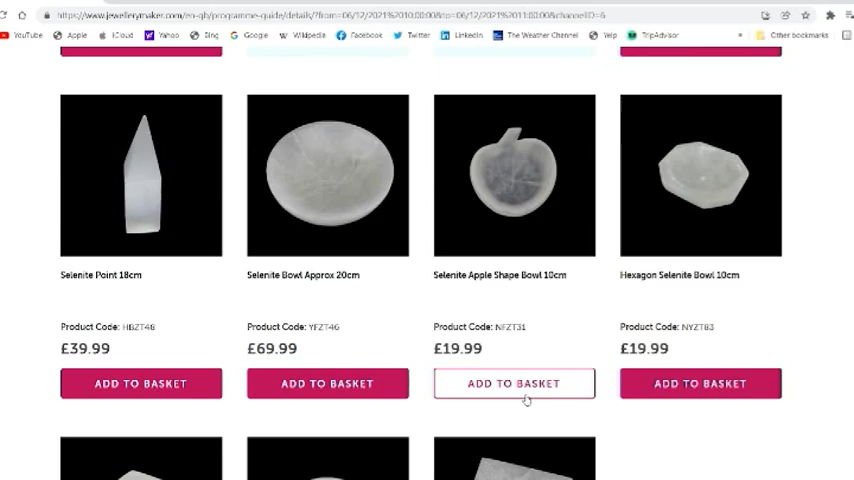 https://www.jewellerymaker.com/en-gb/programme-guide/details/?from=06/12/2021%2010:00:00&to=06/12/2021%2011:00:00&channelID=6
YouTube Apple iCloud Yahoo Bing Google Wikipedia Facebook Twitter LinkedIn The Weather Channel Yelp TripAdvisor » Other bookmarks
Selenite Point 18cm Selenite Bowl Approx 20cm Selenite Apple Shape Bowl 10cm Hexagon Selenite Bowl 10cm
Product Code: HBZT48 Product Code: YFZT46 Product Code: NFZT31 Product Code: NYZT83
£39.99 £69.99 £19.99 £19.99
ADD TO BASKET ADD TO BASKET ADD TO BASKET ADD TO BASKET